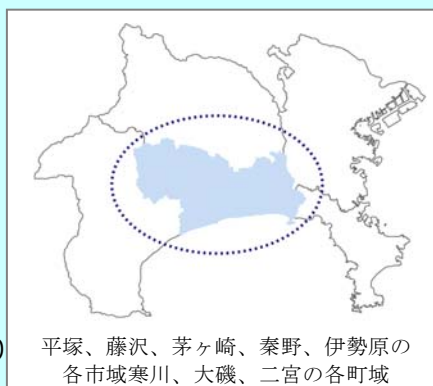 平塚、藤沢、茅ヶ崎、秦野、伊勢原の
各市域寒川、大磯、二宮の各町域
)